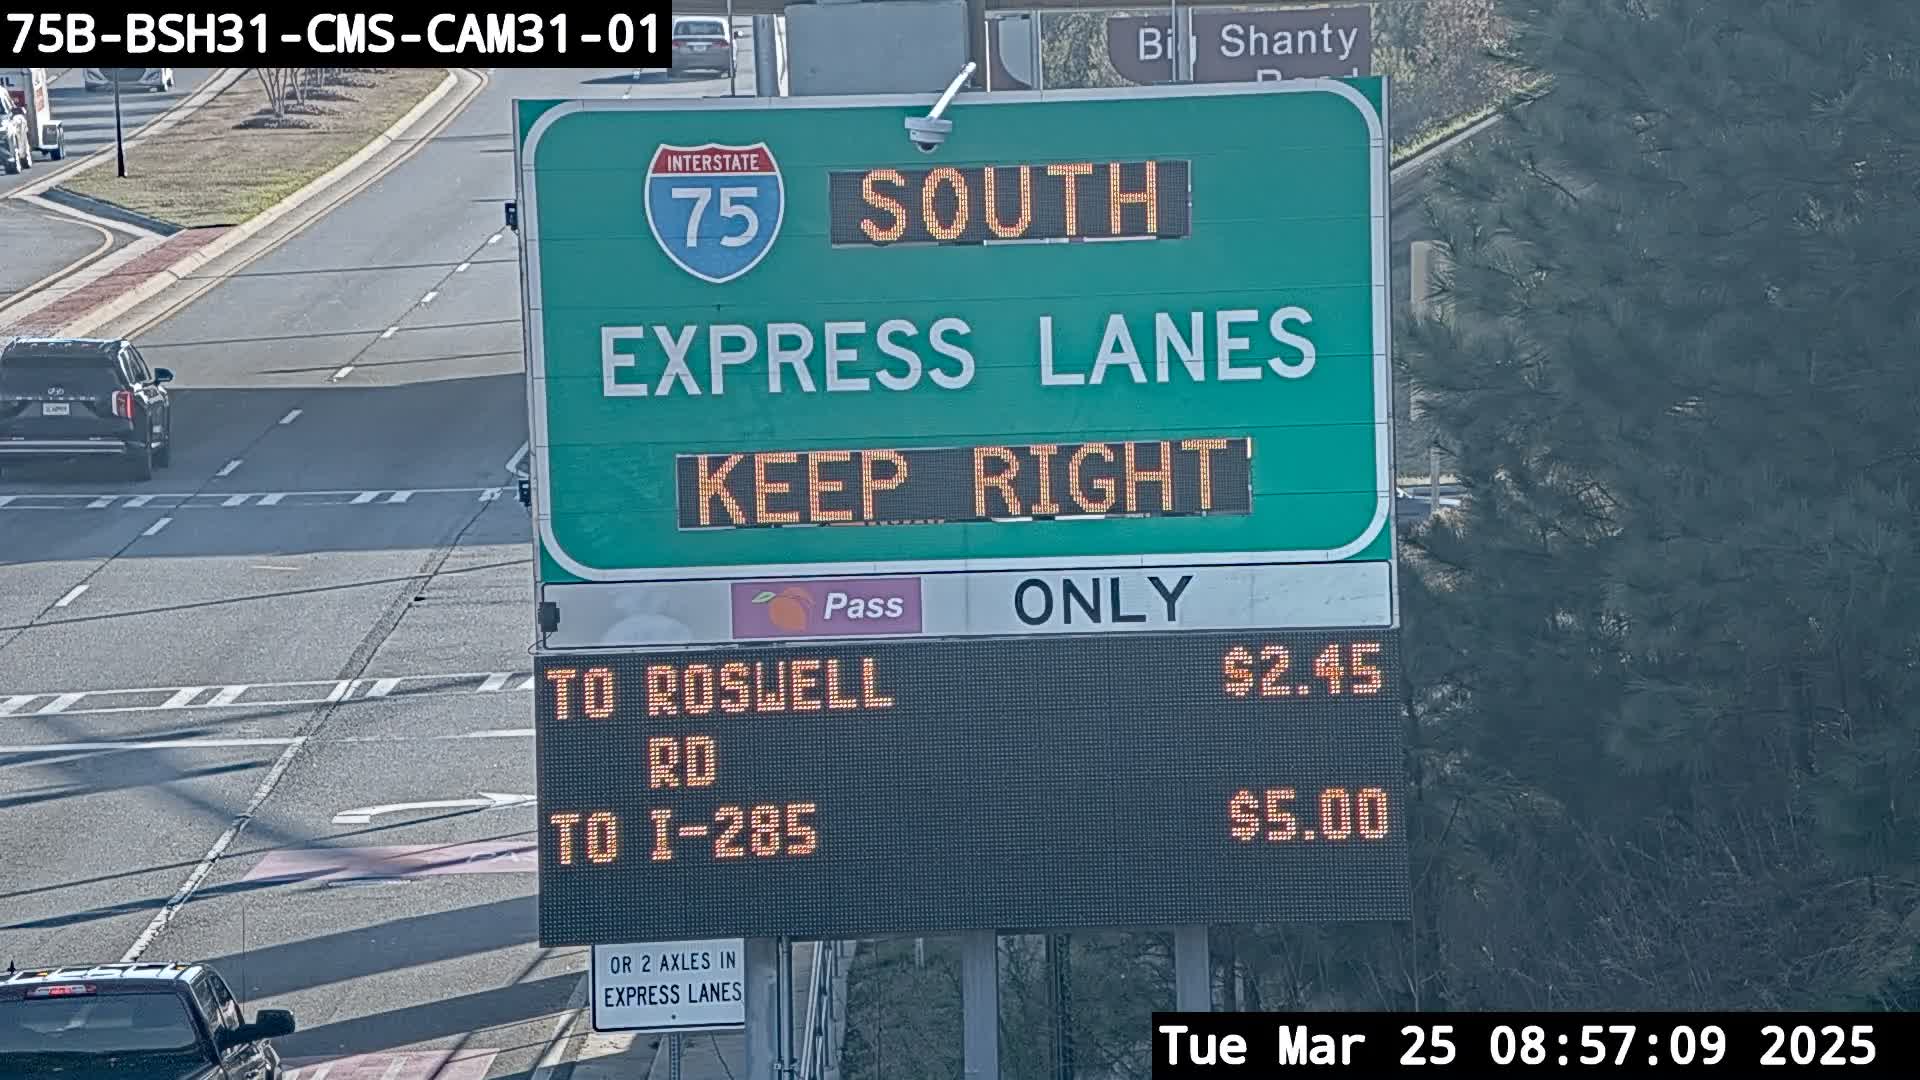 75B-BSH31-CMS-CAM31-01
Big Shanty
Road
INTERSTATE
75
SOUTH
EXPRESS LANES
KEEP RIGHT
Pass
ONLY
TO ROSWELL $2.45
RD
TO I-285 $5.00
OR 2 AXLES IN
EXPRESS LANES
Tue Mar 25 08:57:09 2025